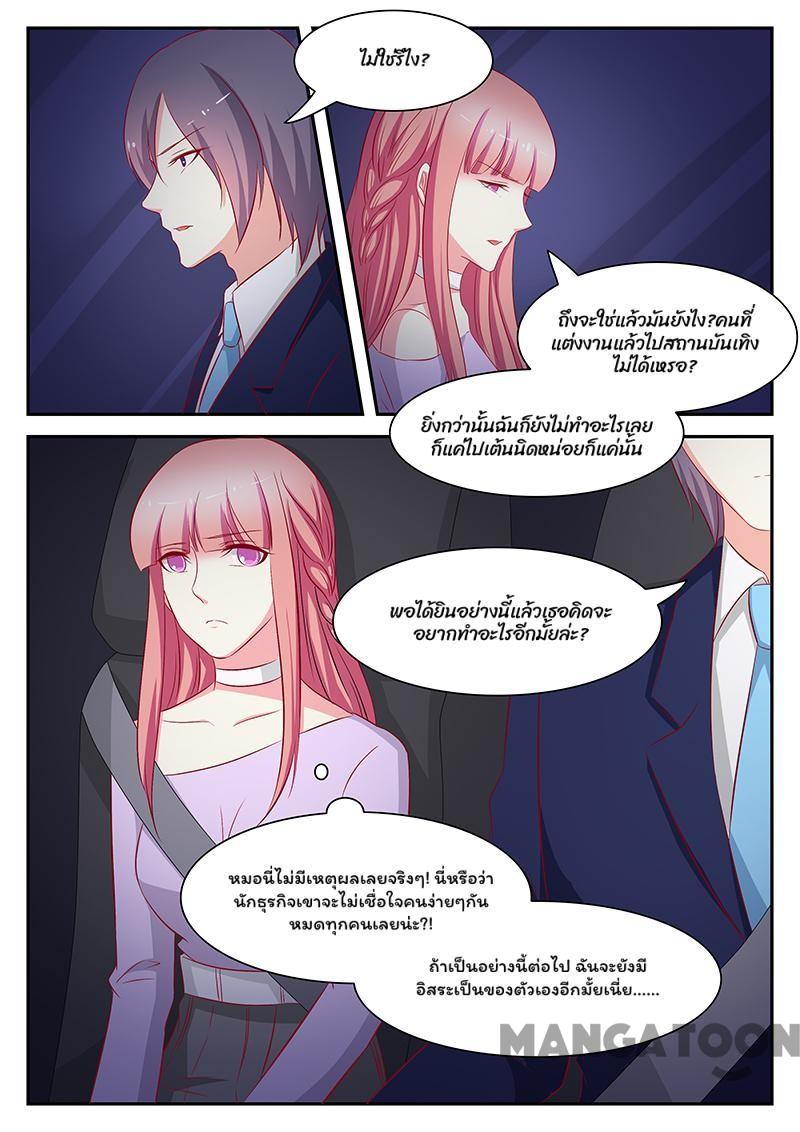 ไม่ใช่รึไง?
ถึงจะใช่แล้วมันยังไง?คนที่
แต่งงานแล้วไปสถานบันเทิง
ไม่ได้เหรอ?
ยิ่งกว่านั้นฉันก็ยังไม่ทำอะไรเลย
ก็แค่ไปเต้นนิดหน่อยก็แค่นั้น
พอได้ยินอย่างนี้แล้วเธอคิดจะ
อยากทำอะไรอีกมั้ยล่ะ?
หมอนี่ไม่มีเหตุผลเลยจริงๆ! นี่หรือว่า
นักธุรกิจเขาจะไม่เชื่อใจคนง่ายๆกัน
หมดทุกคนเลยน่ะ?!
ถ้าเป็นอย่างนี้ต่อไป ฉันจะยังมี
อิสระเป็นของตัวเองอีกมั้ยเนี่ย......
MANGATOON